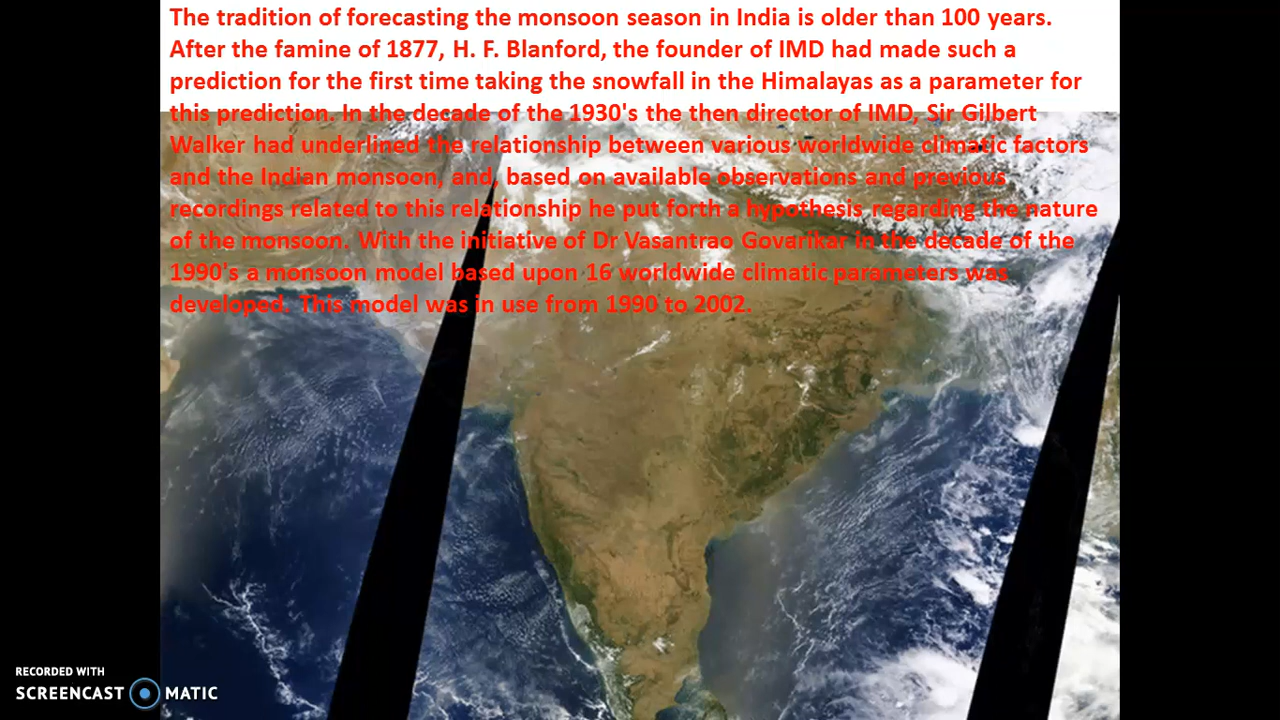 The tradition of forecasting the monsoon season in India is older than 100 years.
After the famine of 1877, H. F. Blanford, the founder of IMD had made such a
prediction for the first time taking the snowfall in the Himalayas as a parameter for
this prediction. In the decade of the 1930's the then director of IMD, Sir Gilbert
Walker had underlined the relationship between various worldwide climatic factors
and the Indian monsoon, and, based on available observations and previous
recordings related to this relationship he put forth a hypothesis regarding the nature
of the monsoon. With the initiative of Dr Vasantrao Govarikar in the decade of the
1990's a monsoon model based upon 16 worldwide climatic parameters was
developed. This model was in use from 1990 to 2002.
RECORDED WITH
SCREENCAST MATIC